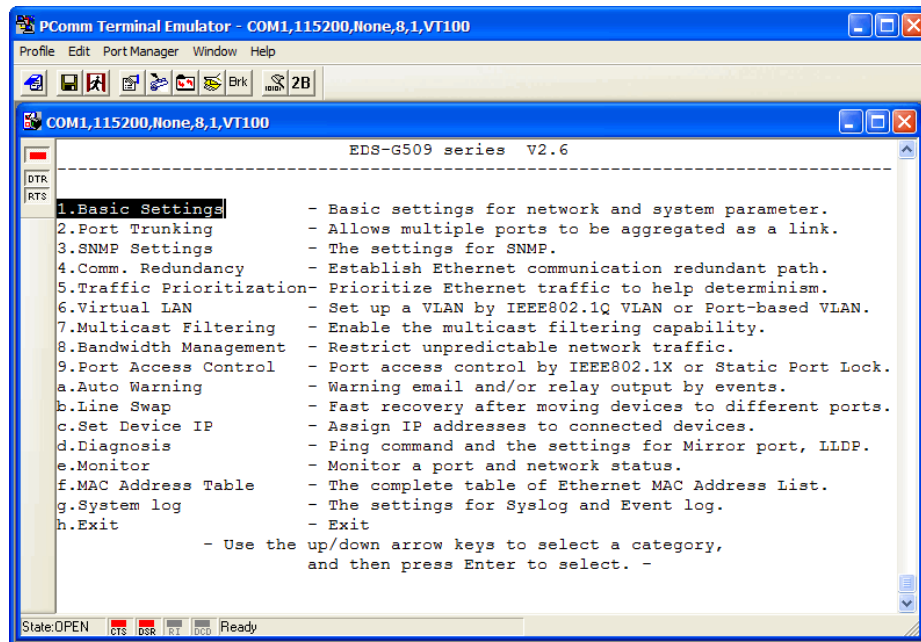 PComm Terminal Emulator - COM1,115200,None,8,1,VT100
Profile Edit Port Manager Window Help
Brk 2B
COM1,115200,None,8,1,VT100
DTR
RTS
EDS-G509 series V2.6
--------------------------------------------------------------------------------
1.Basic Settings - Basic settings for network and system parameter.
2.Port Trunking - Allows multiple ports to be aggregated as a link.
3.SNMP Settings - The settings for SNMP.
4.Comm. Redundancy - Establish Ethernet communication redundant path.
5.Traffic Prioritization- Prioritize Ethernet traffic to help determinism.
6.Virtual LAN - Set up a VLAN by IEEE802.1Q VLAN or Port-based VLAN.
7.Multicast Filtering - Enable the multicast filtering capability.
8.Bandwidth Management - Restrict unpredictable network traffic.
9.Port Access Control - Port access control by IEEE802.1X or Static Port Lock.
a.Auto Warning - Warning email and/or relay output by events.
b.Line Swap - Fast recovery after moving devices to different ports.
c.Set Device IP - Assign IP addresses to connected devices.
d.Diagnosis - Ping command and the settings for Mirror port, LLDP.
e.Monitor - Monitor a port and network status.
f.MAC Address Table - The complete table of Ethernet MAC Address List.
g.System log - The settings for Syslog and Event log.
h.Exit - Exit
- Use the up/down arrow keys to select a category,
and then press Enter to select. -
State:OPEN CTS DSR RI DCD Ready